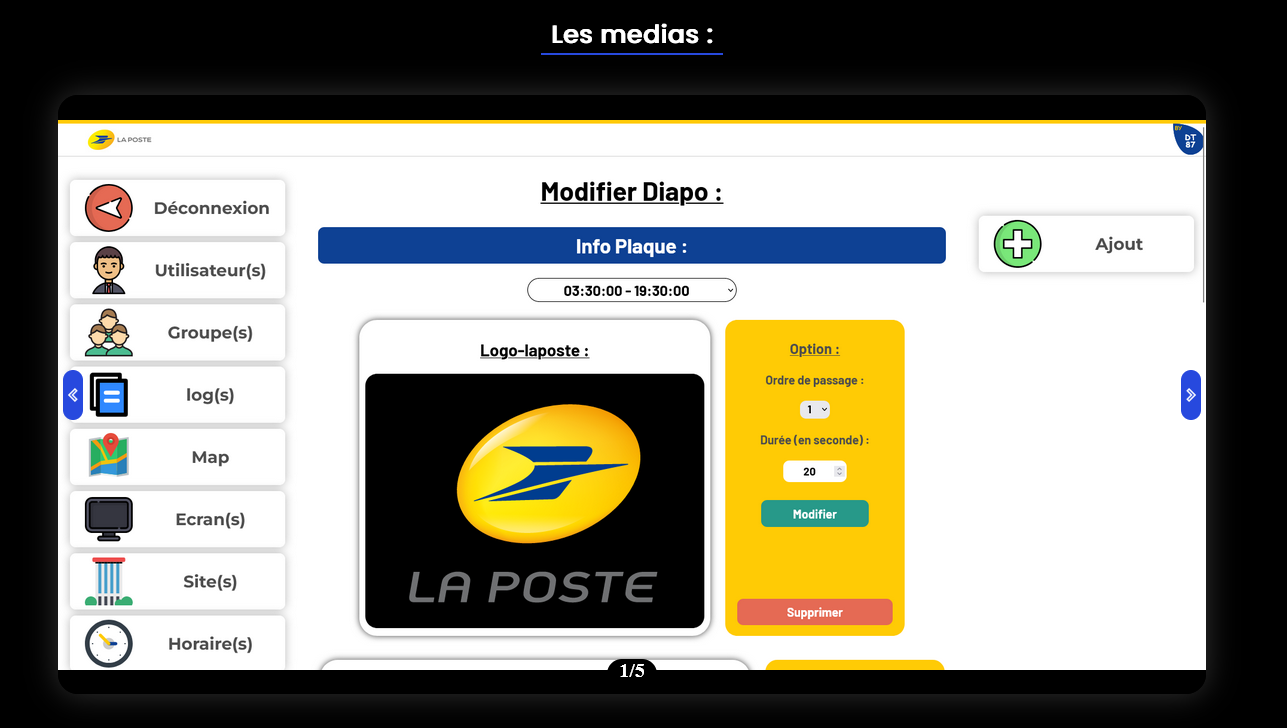 Les medias :
LA POSTE
BY
DT
87
Déconnexion
Utilisateur(s)
Groupe(s)
log(s)
Map
Ecran(s)
Site(s)
Horaire(s)
Modifier Diapo :
Info Plaque :
03:30:00 - 19:30:00
Logo-laposte :
LA POSTE
Option :
Ordre de passage :
1
Durée (en seconde) :
20
Modifier
Supprimer
Ajout
1/5